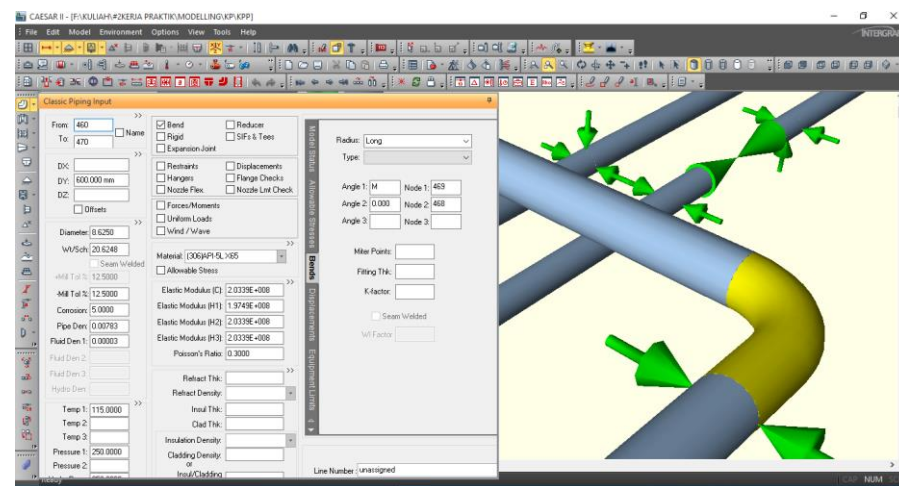 CAESAR II - [F:\KULIAH\#2KERJA PRAKTIK\MODELLING\KP\KPP]
File Edit Model Environment Options View Tools Help
INTERGRAPH
Classic Piping Input
From: 460
To: 470
Name
>>
DX:
DY: 600.000 mm
DZ:
Offsets
>>
Diameter: 8.6250
Wt/Sch: 20.6248
Seam Welded
+Mill Tol %: 12.5000
-Mill Tol %: 12.5000
Corrosion: 5.0000
Pipe Den: 0.00783
Fluid Den 1: 0.00003
Fluid Den 2:
Fluid Den 3:
Hydro Den:
>>
Temp 1: 115.0000
Temp 2:
Temp 3:
Pressure 1: 250.0000
Pressure 2:
Bend Reducer
Rigid SIFs & Tees
Expansion Joint
Restraints Displacements
Hangers Flange Checks
Nozzle Flex. Nozzle Lmt Check
Forces/Moments
Uniform Loads
Wind / Wave
>>
Material: (306)API-5L X65
Allowable Stress
>>
Elastic Modulus (C): 2.0339E+008
Elastic Modulus (H1): 1.9749E+008
Elastic Modulus (H2): 2.0339E+008
Elastic Modulus (H3): 2.0339E+008
Poisson's Ratio: 0.3000
>>
Refract Thk:
Refract Density:
Insul Thk:
Clad Thk:
Insulation Density:
Cladding Density:
or
Insul/Cladding
Model Status
Allowable Stresses
Bends
Displacements
Equipment Limits
Radius: Long
Type:
Angle 1: M Node 1: 469
Angle 2: 0.000 Node 2: 468
Angle 3: Node 3:
Miter Points:
Fitting Thk:
K-factor:
Seam Welded
WI Factor
Line Number: unassigned
Ready
CAP NUM